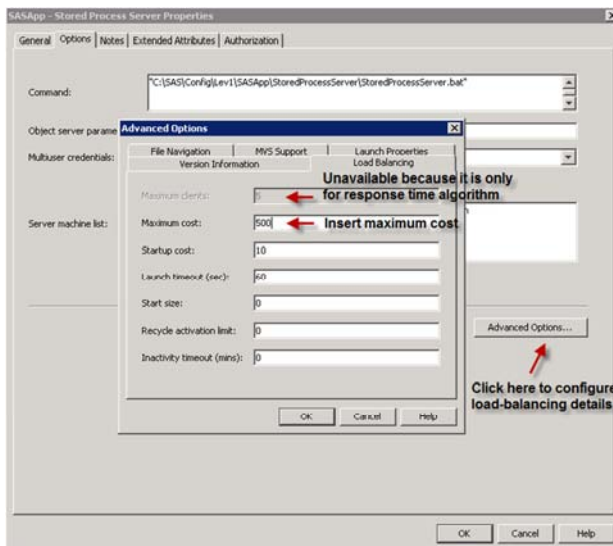 SASApp - Stored Process Server Properties
General Options Notes Extended Attributes Authorization
Command:
"C:\SAS\Config\Lev1\SASApp\StoredProcessServer\StoredProcessServer.bat"
Object server parame
Multiuser credentials:
Server machine list:
Advanced Options
File Navigation MVS Support Launch Properties
Version Information Load Balancing
Unavailable because it is only
for response time algorithm
Maximum clients: 5
Maximum cost: 500
Insert maximum cost
Startup cost: 10
Launch timeout (sec): 60
Start size: 0
Recycle activation limit: 0
Inactivity timeout (mins): 0
OK Cancel Help
Advanced Options...
Click here to configure
load-balancing details
OK Cancel Help